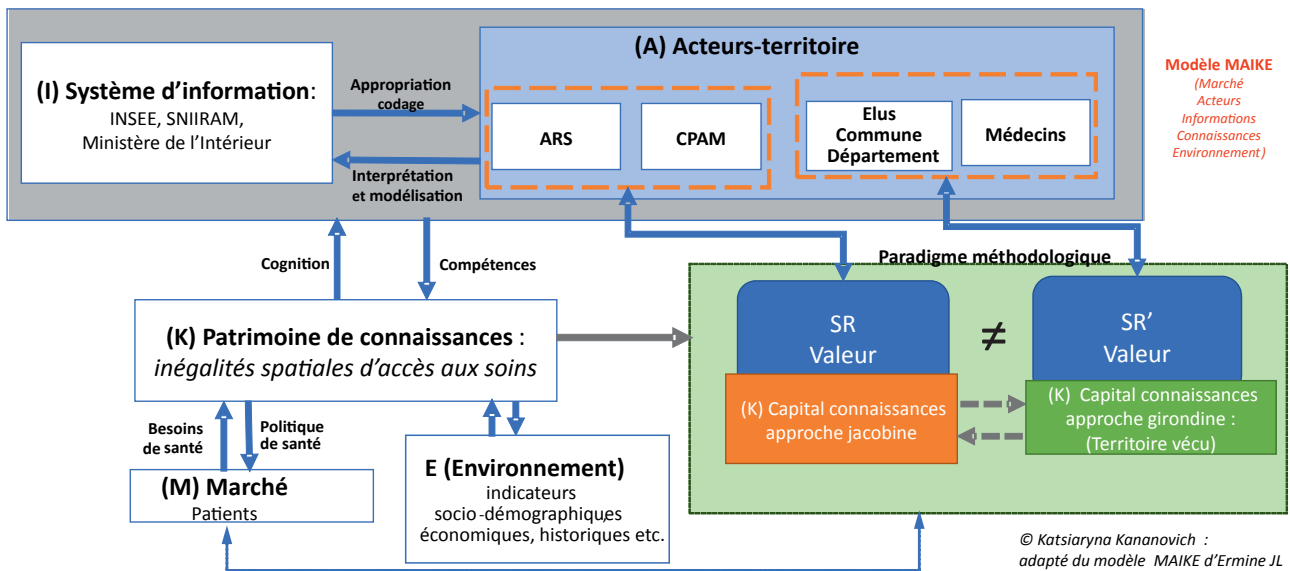 (I) Système d'information:
INSEE, SNIIRAM,
Ministère de l'Intérieur
Appropriation
codage
Interprétation
et modélisation
(A) Acteurs-territoire
ARS
CPAM
Elus
Commune
Département
Médecins
Modèle MAIKE
(Marché
Acteurs
Informations
Connaissances
Environnement)
Cognition
Compétences
Paradigme méthodologique
(K) Patrimoine de connaissances :
inégalités spatiales d'accès aux soins
SR
Valeur
≠
SR'
Valeur
(K) Capital connaissances
approche jacobine
(K) Capital connaissances
approche girondine :
(Territoire vécu)
Besoins
de santé
Politique
de santé
(M) Marché
Patients
E (Environnement)
indicateurs
socio-démographiques,
économiques, historiques etc.
© Katsiaryna Kananovich :
adapté du modèle MAIKE d'Ermine JL